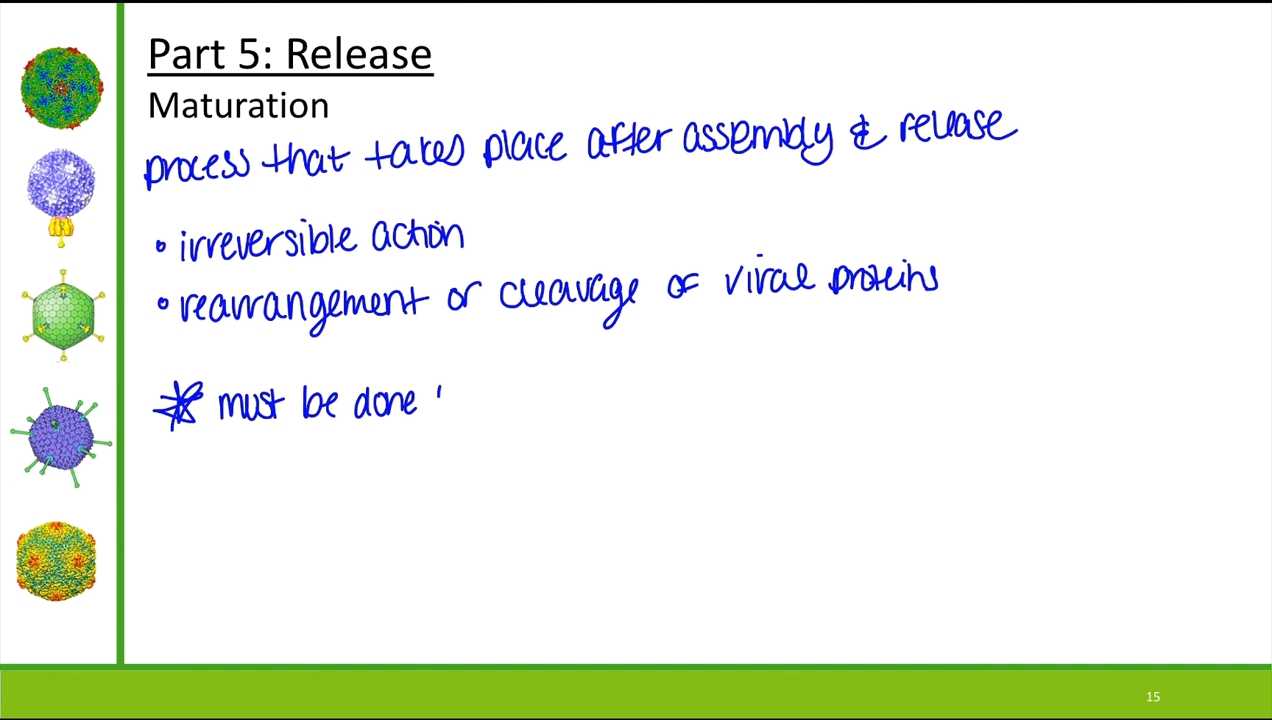 Part 5: Release
Maturation
process that takes place after assembly & release
• irreversible action
• rearrangement or cleavage of viral proteins
* must be done
15